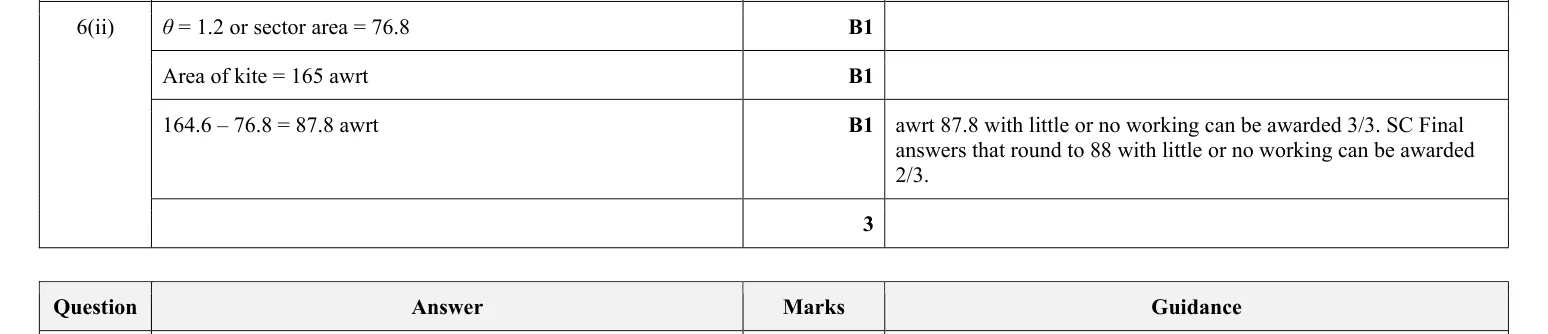 6(ii) θ = 1.2 or sector area = 76.8 B1
Area of kite = 165 awrt B1
164.6 – 76.8 = 87.8 awrt B1 awrt 87.8 with little or no working can be awarded 3/3. SC Final
answers that round to 88 with little or no working can be awarded
2/3.
3
Question Answer Marks Guidance